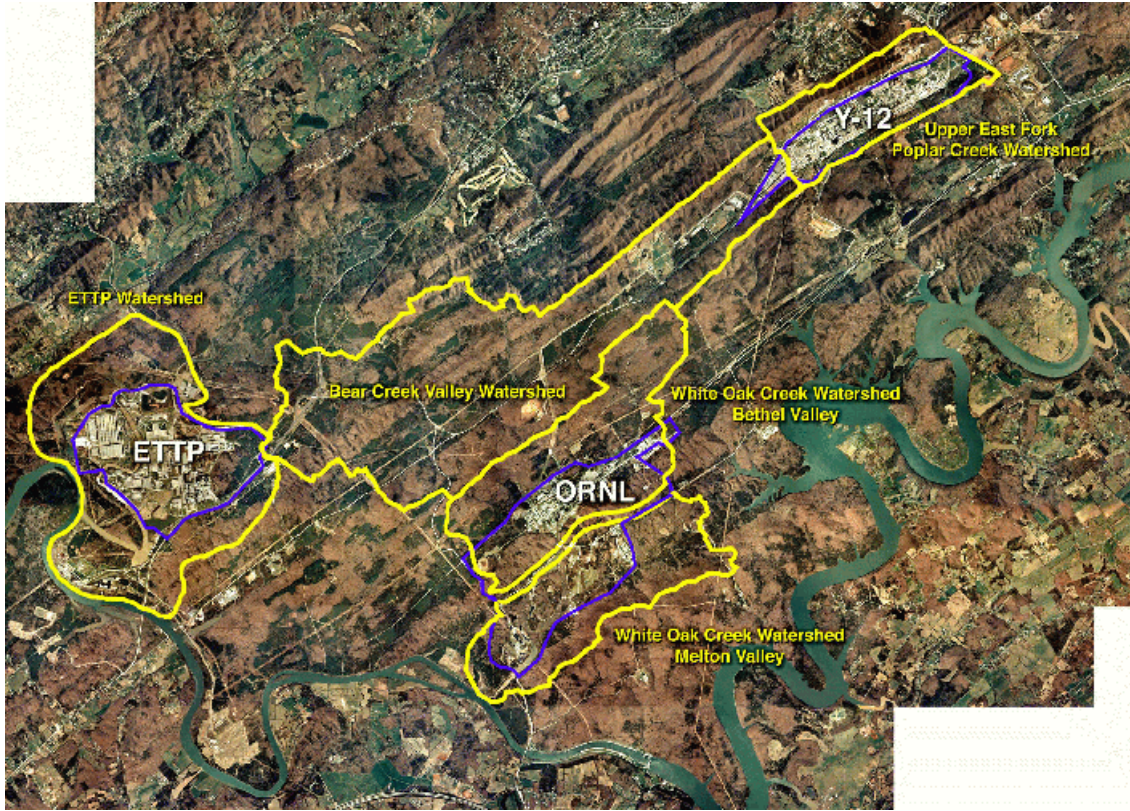 Y-12
Upper East Fork
Poplar Creek Watershed
ETTP Watershed
Bear Creek Valley Watershed
White Oak Creek Watershed
Bethel Valley
ETTP
ORNL
White Oak Creek Watershed
Melton Valley